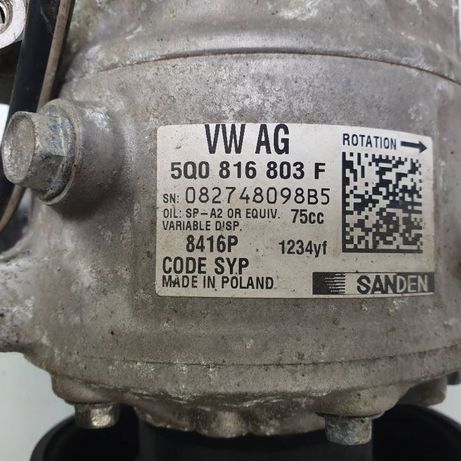 VW AG
ROTATION
5Q0 816 803 F
SN: 082748098B5
OIL: SP-A2 OR EQUIV. 75cc
VARIABLE DISP.
8416P 1234yf
CODE SYP
MADE IN POLAND
SANDEN